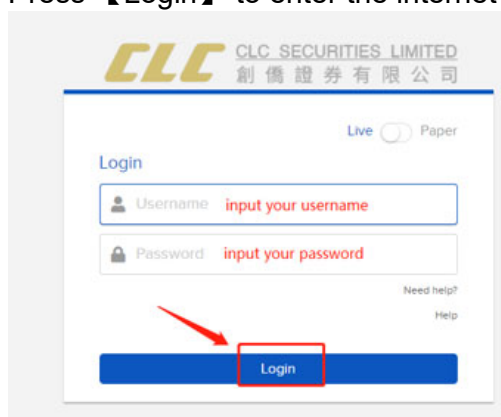 Press 【Login】 to enter the internet
CLC CLC SECURITIES LIMITED
創僑證券有限公司
Live Paper
Login
Username input your username
Password input your password
Need help?
Help
Login